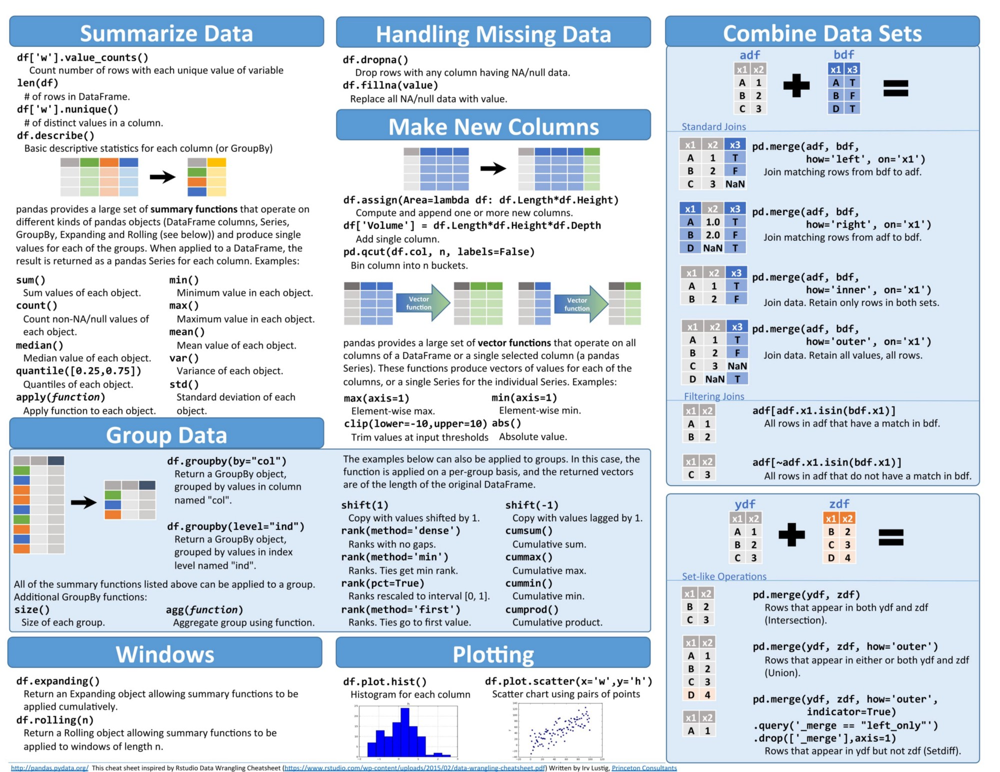 Summarize Data
df['w'].value_counts()
Count number of rows with each unique value of variable
len(df)
# of rows in DataFrame.
df['w'].nunique()
# of distinct values in a column.
df.describe()
Basic descriptive statistics for each column (or GroupBy)
pandas provides a large set of summary functions that operate on
different kinds of pandas objects (DataFrame columns, Series,
GroupBy, Expanding and Rolling (see below)) and produce single
values for each of the groups. When applied to a DataFrame, the
result is returned as a pandas Series for each column. Examples:
sum()
Sum values of each object.
count()
Count non-NA/null values of
each object.
median()
Median value of each object.
quantile([0.25,0.75])
Quantiles of each object.
apply(function)
Apply function to each object.
min()
Minimum value in each object.
max()
Maximum value in each object.
mean()
Mean value of each object.
var()
Variance of each object.
std()
Standard deviation of each
object.
Group Data
df.groupby(by="col")
Return a GroupBy object,
grouped by values in column
named "col".
df.groupby(level="ind")
Return a GroupBy object,
grouped by values in index
level named "ind".
All of the summary functions listed above can be applied to a group.
Additional GroupBy functions:
size()
Size of each group.
agg(function)
Aggregate group using function.
Windows
df.expanding()
Return an Expanding object allowing summary functions to be
applied cumulatively.
df.rolling(n)
Return a Rolling object allowing summary functions to be
applied to windows of length n.
Handling Missing Data
df.dropna()
Drop rows with any column having NA/null data.
df.fillna(value)
Replace all NA/null data with value.
Make New Columns
df.assign(Area=lambda df: df.Length*df.Height)
Compute and append one or more new columns.
df['Volume'] = df.Length*df.Height*df.Depth
Add single column.
pd.qcut(df.col, n, labels=False)
Bin column into n buckets.
Vector
function
Vector
function
pandas provides a large set of vector functions that operate on all
columns of a DataFrame or a single selected column (a pandas
Series). These functions produce vectors of values for each of the
columns, or a single Series for the individual Series. Examples:
max(axis=1)
Element-wise max.
clip(lower=-10,upper=10)
Trim values at input thresholds
min(axis=1)
Element-wise min.
abs()
Absolute value.
The examples below can also be applied to groups. In this case, the
function is applied on a per-group basis, and the returned vectors
are of the length of the original DataFrame.
shift(1)
Copy with values shifted by 1.
rank(method='dense')
Ranks with no gaps.
rank(method='min')
Ranks. Ties get min rank.
rank(pct=True)
Ranks rescaled to interval [0, 1].
rank(method='first')
Ranks. Ties go to first value.
shift(-1)
Copy with values lagged by 1.
cumsum()
Cumulative sum.
cummax()
Cumulative max.
cummin()
Cumulative min.
cumprod()
Cumulative product.
Plotting
df.plot.hist()
Histogram for each column
h
25
20
15
10
5
0
-2 -1 0 1 2 3
df.plot.scatter(x='w',y='h')
Scatter chart using pairs of points
140
120
100
80
60
40
20
0
-20
-40
-20 0 20 40 60 80 100 120
Combine Data Sets
adf
x1 x2
A 1
B 2
C 3
bdf
x1 x3
A T
B F
D T
Standard Joins
x1 x2 x3
A 1 T
B 2 F
C 3 NaN
pd.merge(adf, bdf,
how='left', on='x1')
Join matching rows from bdf to adf.
x1 x2 x3
A 1.0 T
B 2.0 F
D NaN T
pd.merge(adf, bdf,
how='right', on='x1')
Join matching rows from adf to bdf.
x1 x2 x3
A 1 T
B 2 F
pd.merge(adf, bdf,
how='inner', on='x1')
Join data. Retain only rows in both sets.
x1 x2 x3
A 1 T
B 2 F
C 3 NaN
D NaN T
pd.merge(adf, bdf,
how='outer', on='x1')
Join data. Retain all values, all rows.
Filtering Joins
x1 x2
A 1
B 2
adf[adf.x1.isin(bdf.x1)]
All rows in adf that have a match in bdf.
x1 x2
C 3
adf[~adf.x1.isin(bdf.x1)]
All rows in adf that do not have a match in bdf.
ydf
x1 x2
A 1
B 2
C 3
zdf
x1 x2
B 2
C 3
D 4
Set-like Operations
x1 x2
B 2
C 3
pd.merge(ydf, zdf)
Rows that appear in both ydf and zdf
(Intersection).
x1 x2
A 1
B 2
C 3
D 4
pd.merge(ydf, zdf, how='outer')
Rows that appear in either or both ydf and zdf
(Union).
x1 x2
A 1
pd.merge(ydf, zdf, how='outer',
indicator=True)
.query('_merge == "left_only"')
.drop(['_merge'],axis=1)
Rows that appear in ydf but not zdf (Setdiff).
http://pandas.pydata.org/ This cheat sheet inspired by Rstudio Data Wrangling Cheatsheet (https://www.rstudio.com/wp-content/uploads/2015/02/data-wrangling-cheatsheet.pdf) Written by Irv Lustig, Princeton Consultants